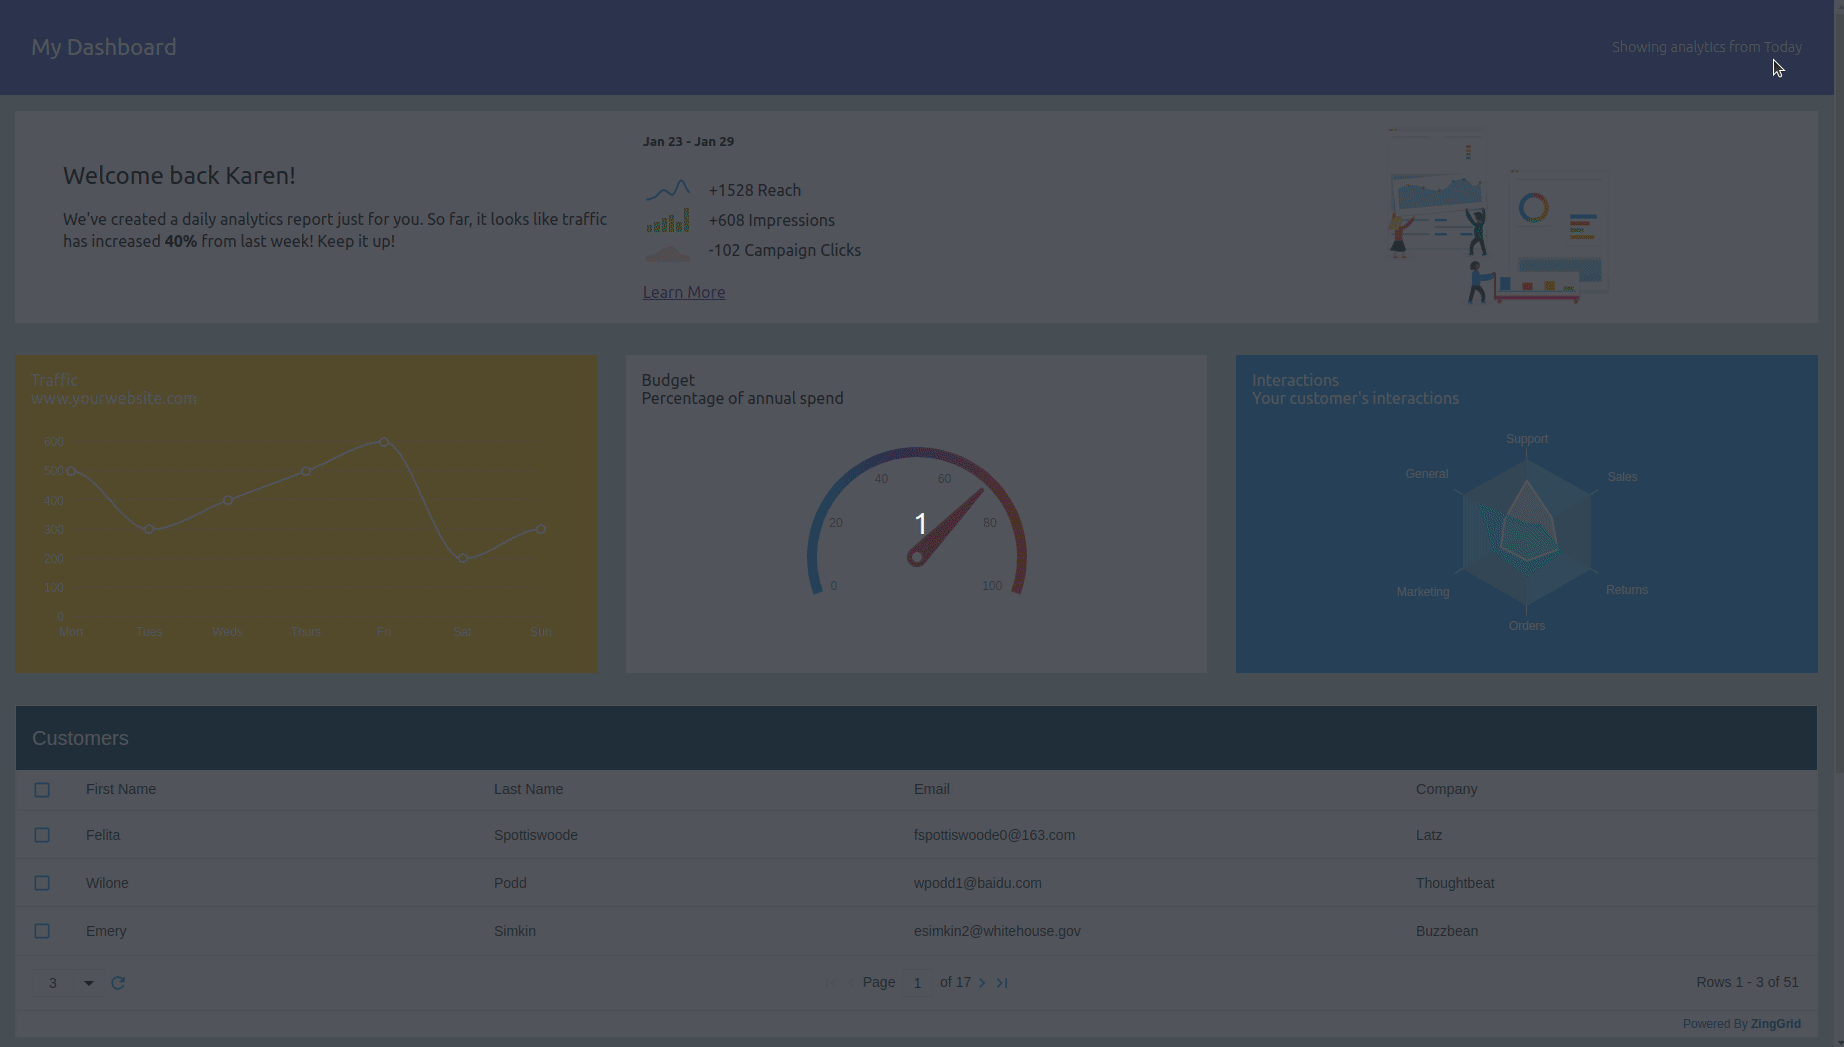 My Dashboard
Showing analytics from Today
Welcome back Karen!
We've created a daily analytics report just for you. So far, it looks like traffic
has increased 40% from last week! Keep it up!
Jan 23 - Jan 29
+1528 Reach
+608 Impressions
-102 Campaign Clicks
Learn More
Traffic
www.yourwebsite.com
600
500
400
300
200
100
0
Mon Tues Weds Thurs Fri Sat Sun
Budget
Percentage of annual spend
0
20
40
60
80
100
1
Interactions
Your customer's interactions
Support
Sales
Returns
Orders
Marketing
General
Customers
First Name Last Name Email Company
Felita Spottiswoode fspottiswoode0@163.com Latz
Wilone Podd wpodd1@baidu.com Thoughtbeat
Emery Simkin esimkin2@whitehouse.gov Buzzbean
3 Page 1 of 17 Rows 1 - 3 of 51
Powered By ZingGrid